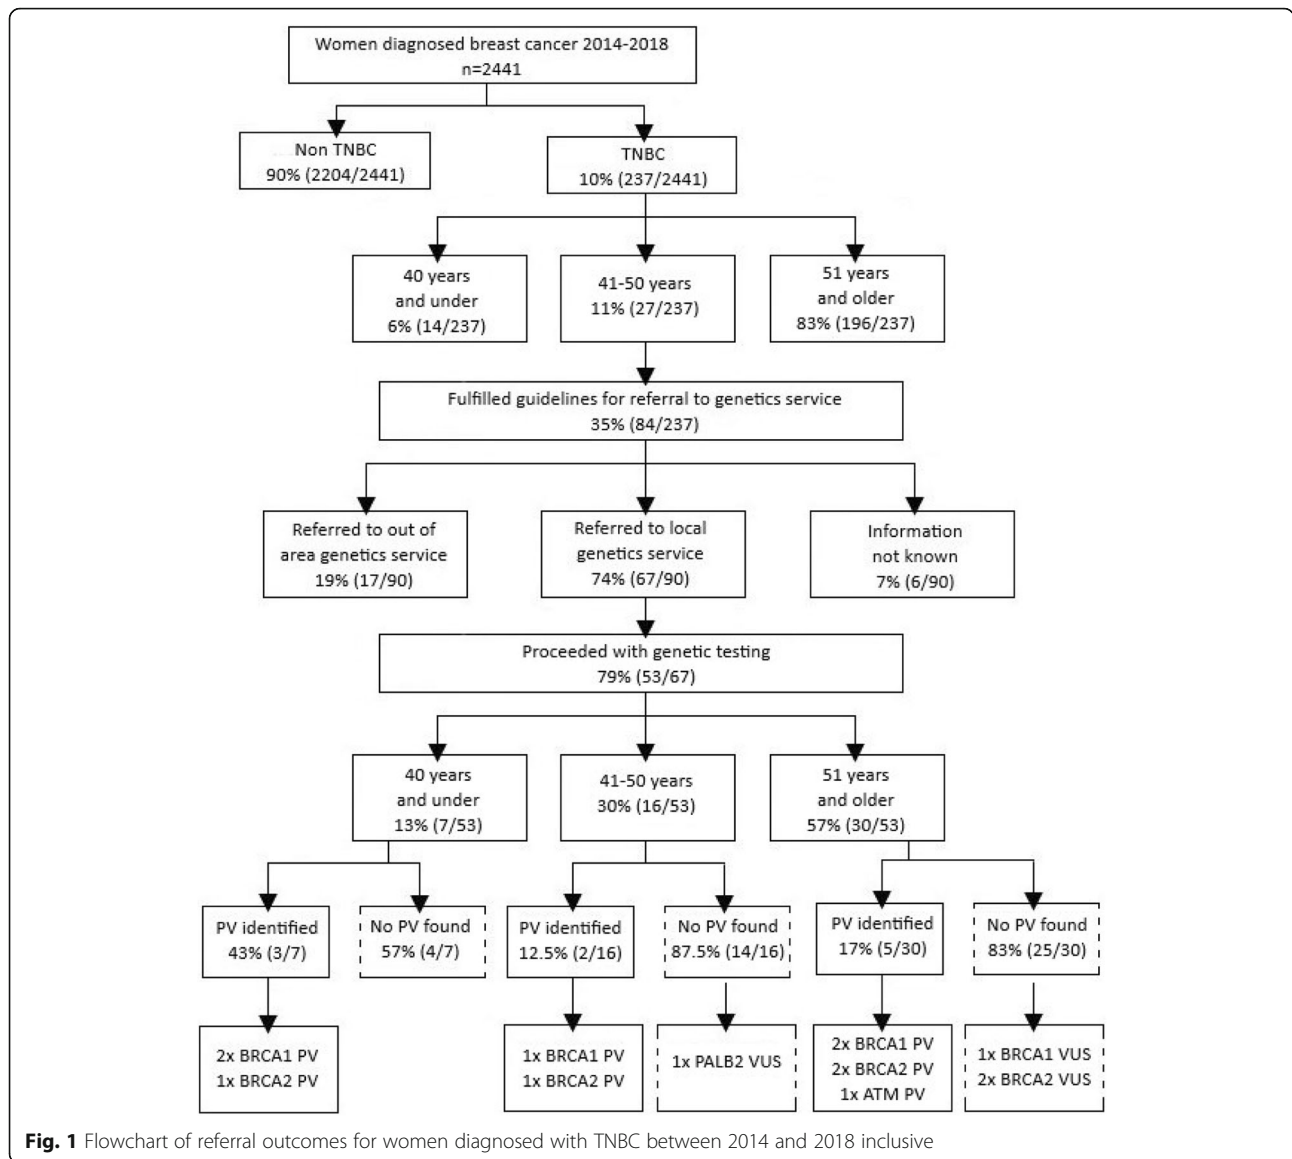 Women diagnosed breast cancer 2014-2018
n=2441
Non TNBC
90% (2204/2441)
TNBC
10% (237/2441)
40 years
and under
6% (14/237)
41-50 years
11% (27/237)
51 years
and older
83% (196/237)
Fulfilled guidelines for referral to genetics service
35% (84/237)
Referred to out of
area genetics service
19% (17/90)
Referred to local
genetics service
74% (67/90)
Information
not known
7% (6/90)
Proceeded with genetic testing
79% (53/67)
40 years
and under
13% (7/53)
41-50 years
30% (16/53)
51 years
and older
57% (30/53)
PV identified
43% (3/7)
No PV found
57% (4/7)
PV identified
12.5% (2/16)
No PV found
87.5% (14/16)
PV identified
17% (5/30)
No PV found
83% (25/30)
2x BRCA1 PV
1x BRCA2 PV
1x BRCA1 PV
1x BRCA2 PV
1x PALB2 VUS
2x BRCA1 PV
2x BRCA2 PV
1x ATM PV
1x BRCA1 VUS
2x BRCA2 VUS
Fig. 1 Flowchart of referral outcomes for women diagnosed with TNBC between 2014 and 2018 inclusive